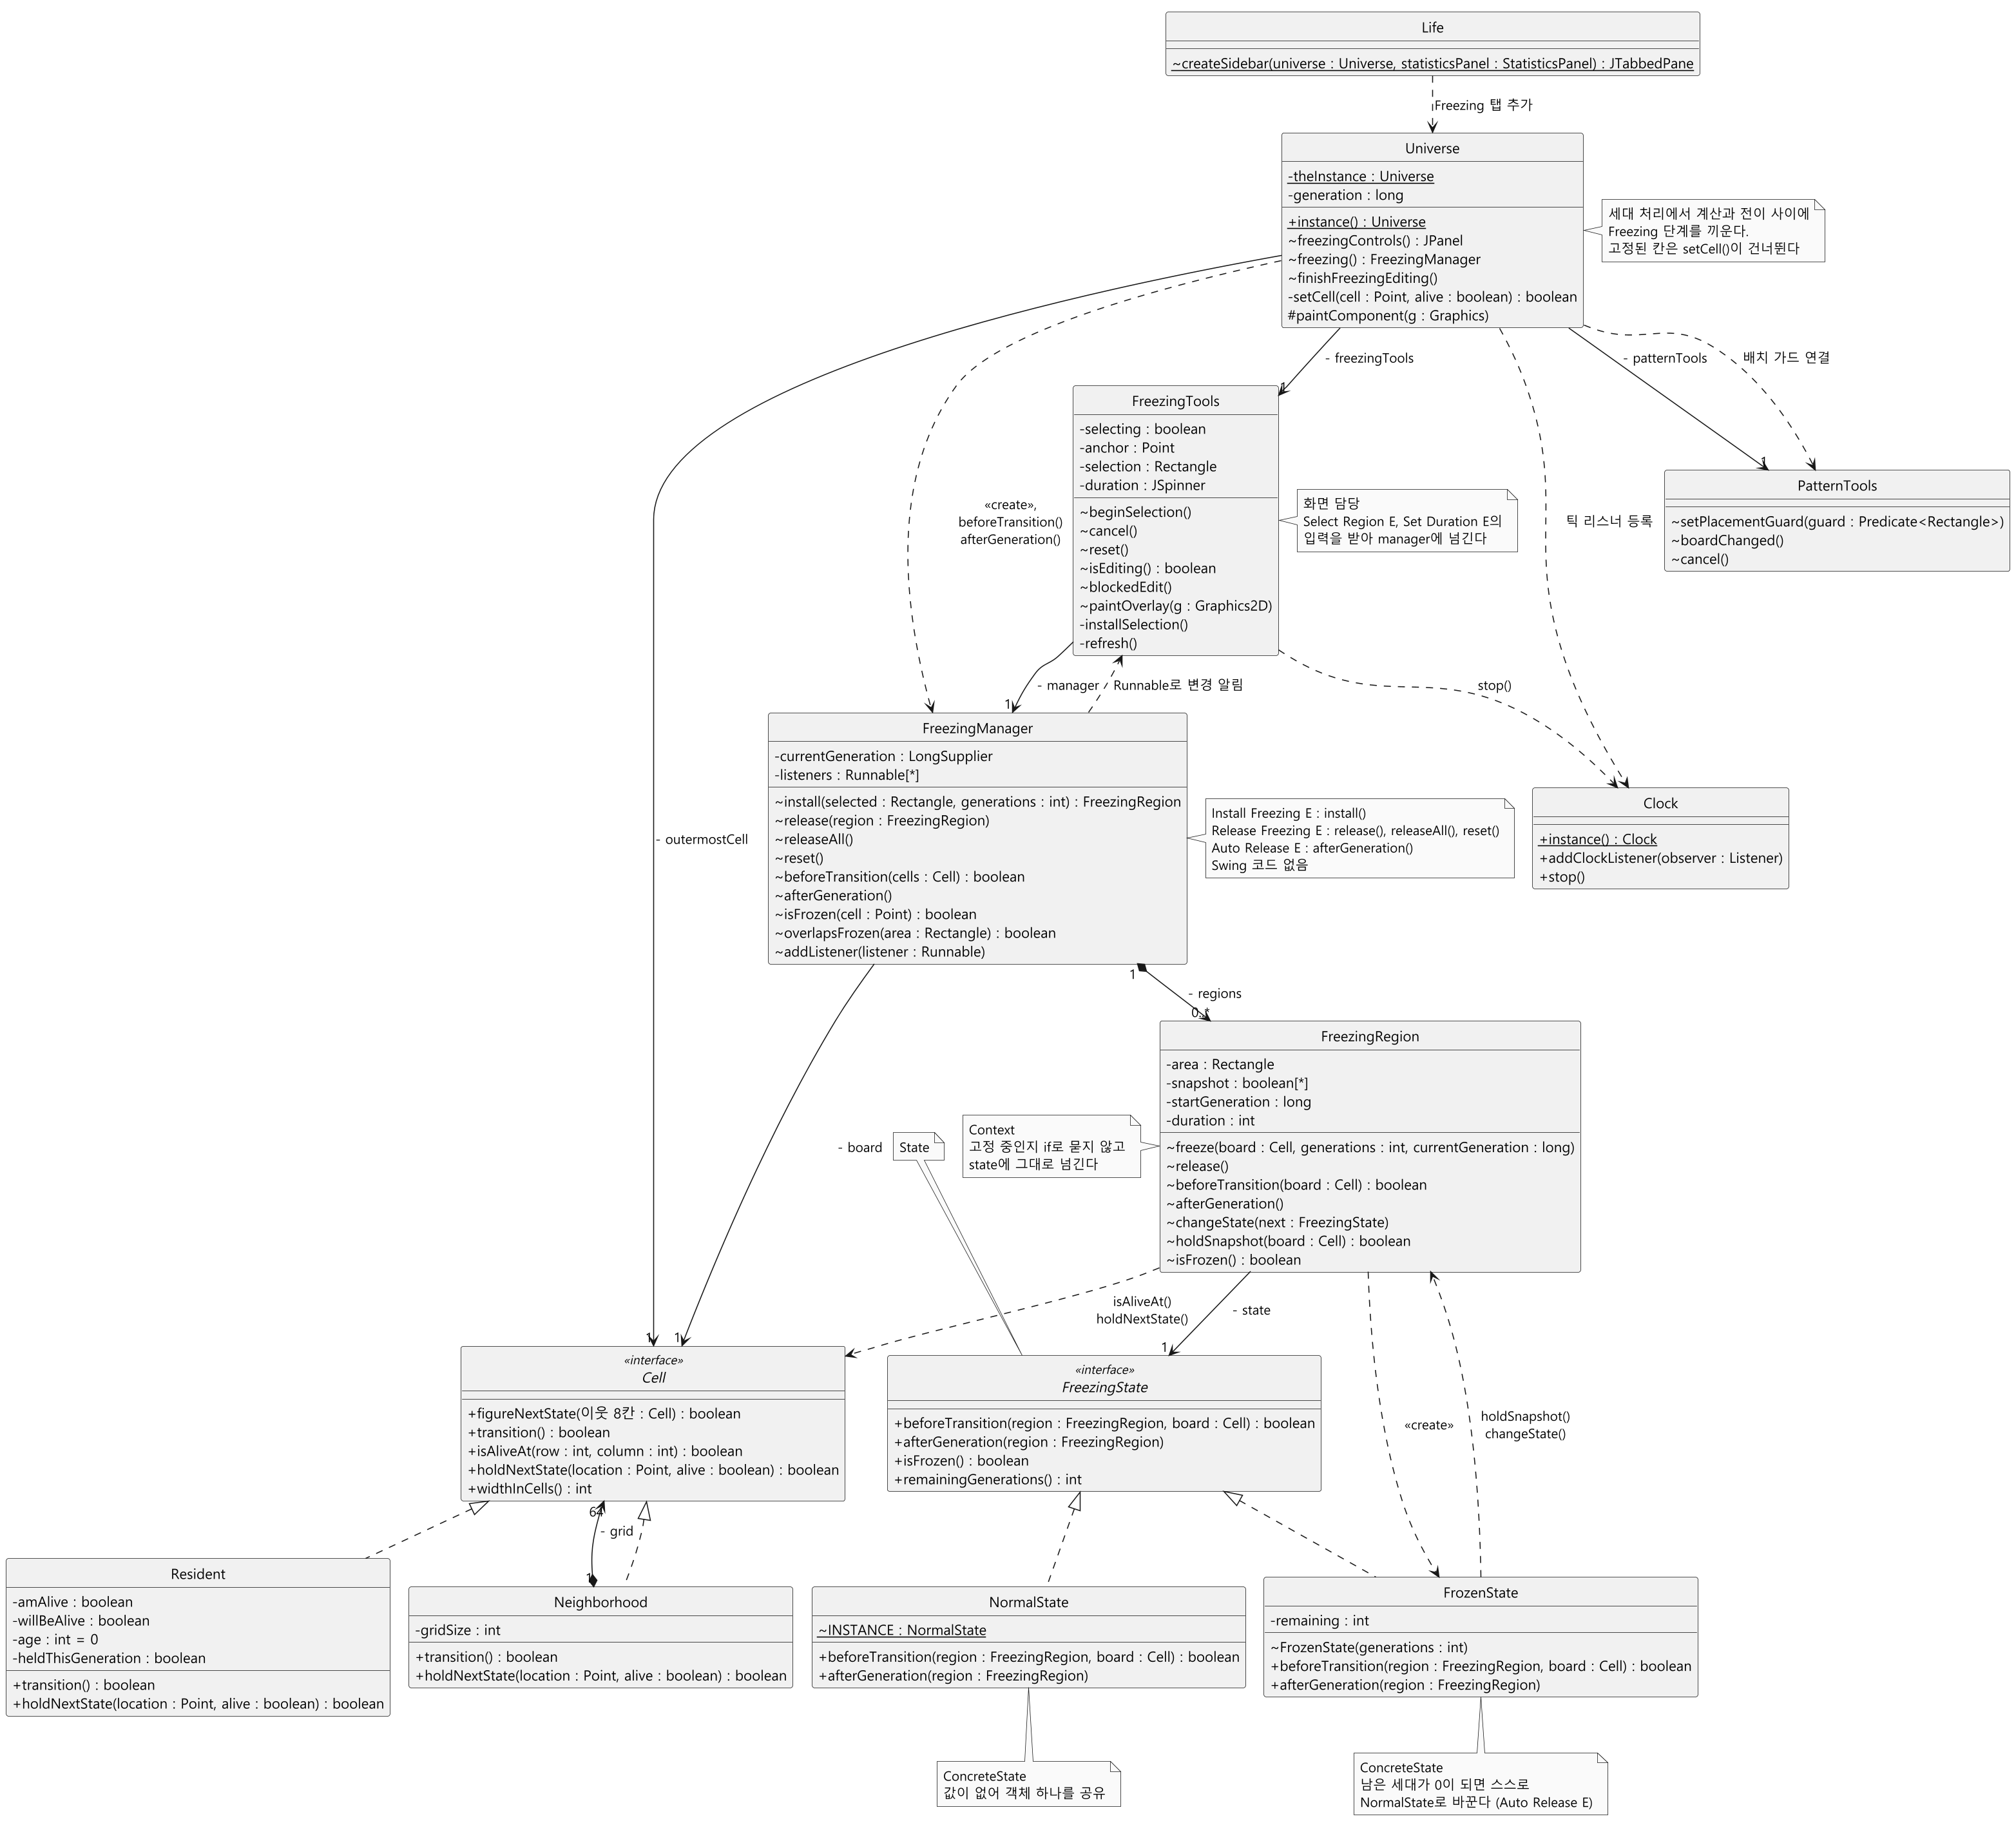 Life
~createSidebar(universe : Universe, statisticsPanel : StatisticsPanel) : JTabbedPane
Freezing 탭 추가
Universe
-theInstance : Universe
-generation : long
+instance() : Universe
~freezingControls() : JPanel
~freezing() : FreezingManager
~finishFreezingEditing()
-setCell(cell : Point, alive : boolean) : boolean
#paintComponent(g : Graphics)
세대 처리에서 계산과 전이 사이에
Freezing 단계를 끼운다.
고정된 칸은 setCell()이 건너뛴다
- freezingTools
1
- patternTools
1
배치 가드 연결
FreezingTools
-selecting : boolean
-anchor : Point
-selection : Rectangle
-duration : JSpinner
~beginSelection()
~cancel()
~reset()
~isEditing() : boolean
~blockedEdit()
~paintOverlay(g : Graphics2D)
-installSelection()
-refresh()
«create»,
beforeTransition()
afterGeneration()
화면 담당
Select Region E, Set Duration E의
입력을 받아 manager에 넘긴다
틱 리스너 등록
PatternTools
~setPlacementGuard(guard : Predicate<Rectangle>)
~boardChanged()
~cancel()
- manager
1
Runnable로 변경 알림
stop()
FreezingManager
-currentGeneration : LongSupplier
-listeners : Runnable[*]
~install(selected : Rectangle, generations : int) : FreezingRegion
~release(region : FreezingRegion)
~releaseAll()
~reset()
~beforeTransition(cells : Cell) : boolean
~afterGeneration()
~isFrozen(cell : Point) : boolean
~overlapsFrozen(area : Rectangle) : boolean
~addListener(listener : Runnable)
Install Freezing E : install()
Release Freezing E : release(), releaseAll(), reset()
Auto Release E : afterGeneration()
Swing 코드 없음
Clock
+instance() : Clock
+addClockListener(observer : Listener)
+stop()
- outermostCell
1
- regions
0..*
FreezingRegion
-area : Rectangle
-snapshot : boolean[*]
-startGeneration : long
-duration : int
~freeze(board : Cell, generations : int, currentGeneration : long)
~release()
~beforeTransition(board : Cell) : boolean
~afterGeneration()
~changeState(next : FreezingState)
~holdSnapshot(board : Cell) : boolean
~isFrozen() : boolean
Context
고정 중인지 if로 묻지 않고
state에 그대로 넘긴다
- board
State
isAliveAt()
holdNextState()
- state
1
1
1
«interface»
Cell
+figureNextState(이웃 8칸 : Cell) : boolean
+transition() : boolean
+isAliveAt(row : int, column : int) : boolean
+holdNextState(location : Point, alive : boolean) : boolean
+widthInCells() : int
«interface»
FreezingState
+beforeTransition(region : FreezingRegion, board : Cell) : boolean
+afterGeneration(region : FreezingRegion)
+isFrozen() : boolean
+remainingGenerations() : int
«create»
holdSnapshot()
changeState()
64
- grid
1
Resident
-amAlive : boolean
-willBeAlive : boolean
-age : int = 0
-heldThisGeneration : boolean
+transition() : boolean
+holdNextState(location : Point, alive : boolean) : boolean
Neighborhood
-gridSize : int
+transition() : boolean
+holdNextState(location : Point, alive : boolean) : boolean
NormalState
~INSTANCE : NormalState
+beforeTransition(region : FreezingRegion, board : Cell) : boolean
+afterGeneration(region : FreezingRegion)
FrozenState
-remaining : int
~FrozenState(generations : int)
+beforeTransition(region : FreezingRegion, board : Cell) : boolean
+afterGeneration(region : FreezingRegion)
ConcreteState
값이 없어 객체 하나를 공유
ConcreteState
남은 세대가 0이 되면 스스로
NormalState로 바꾼다 (Auto Release E)